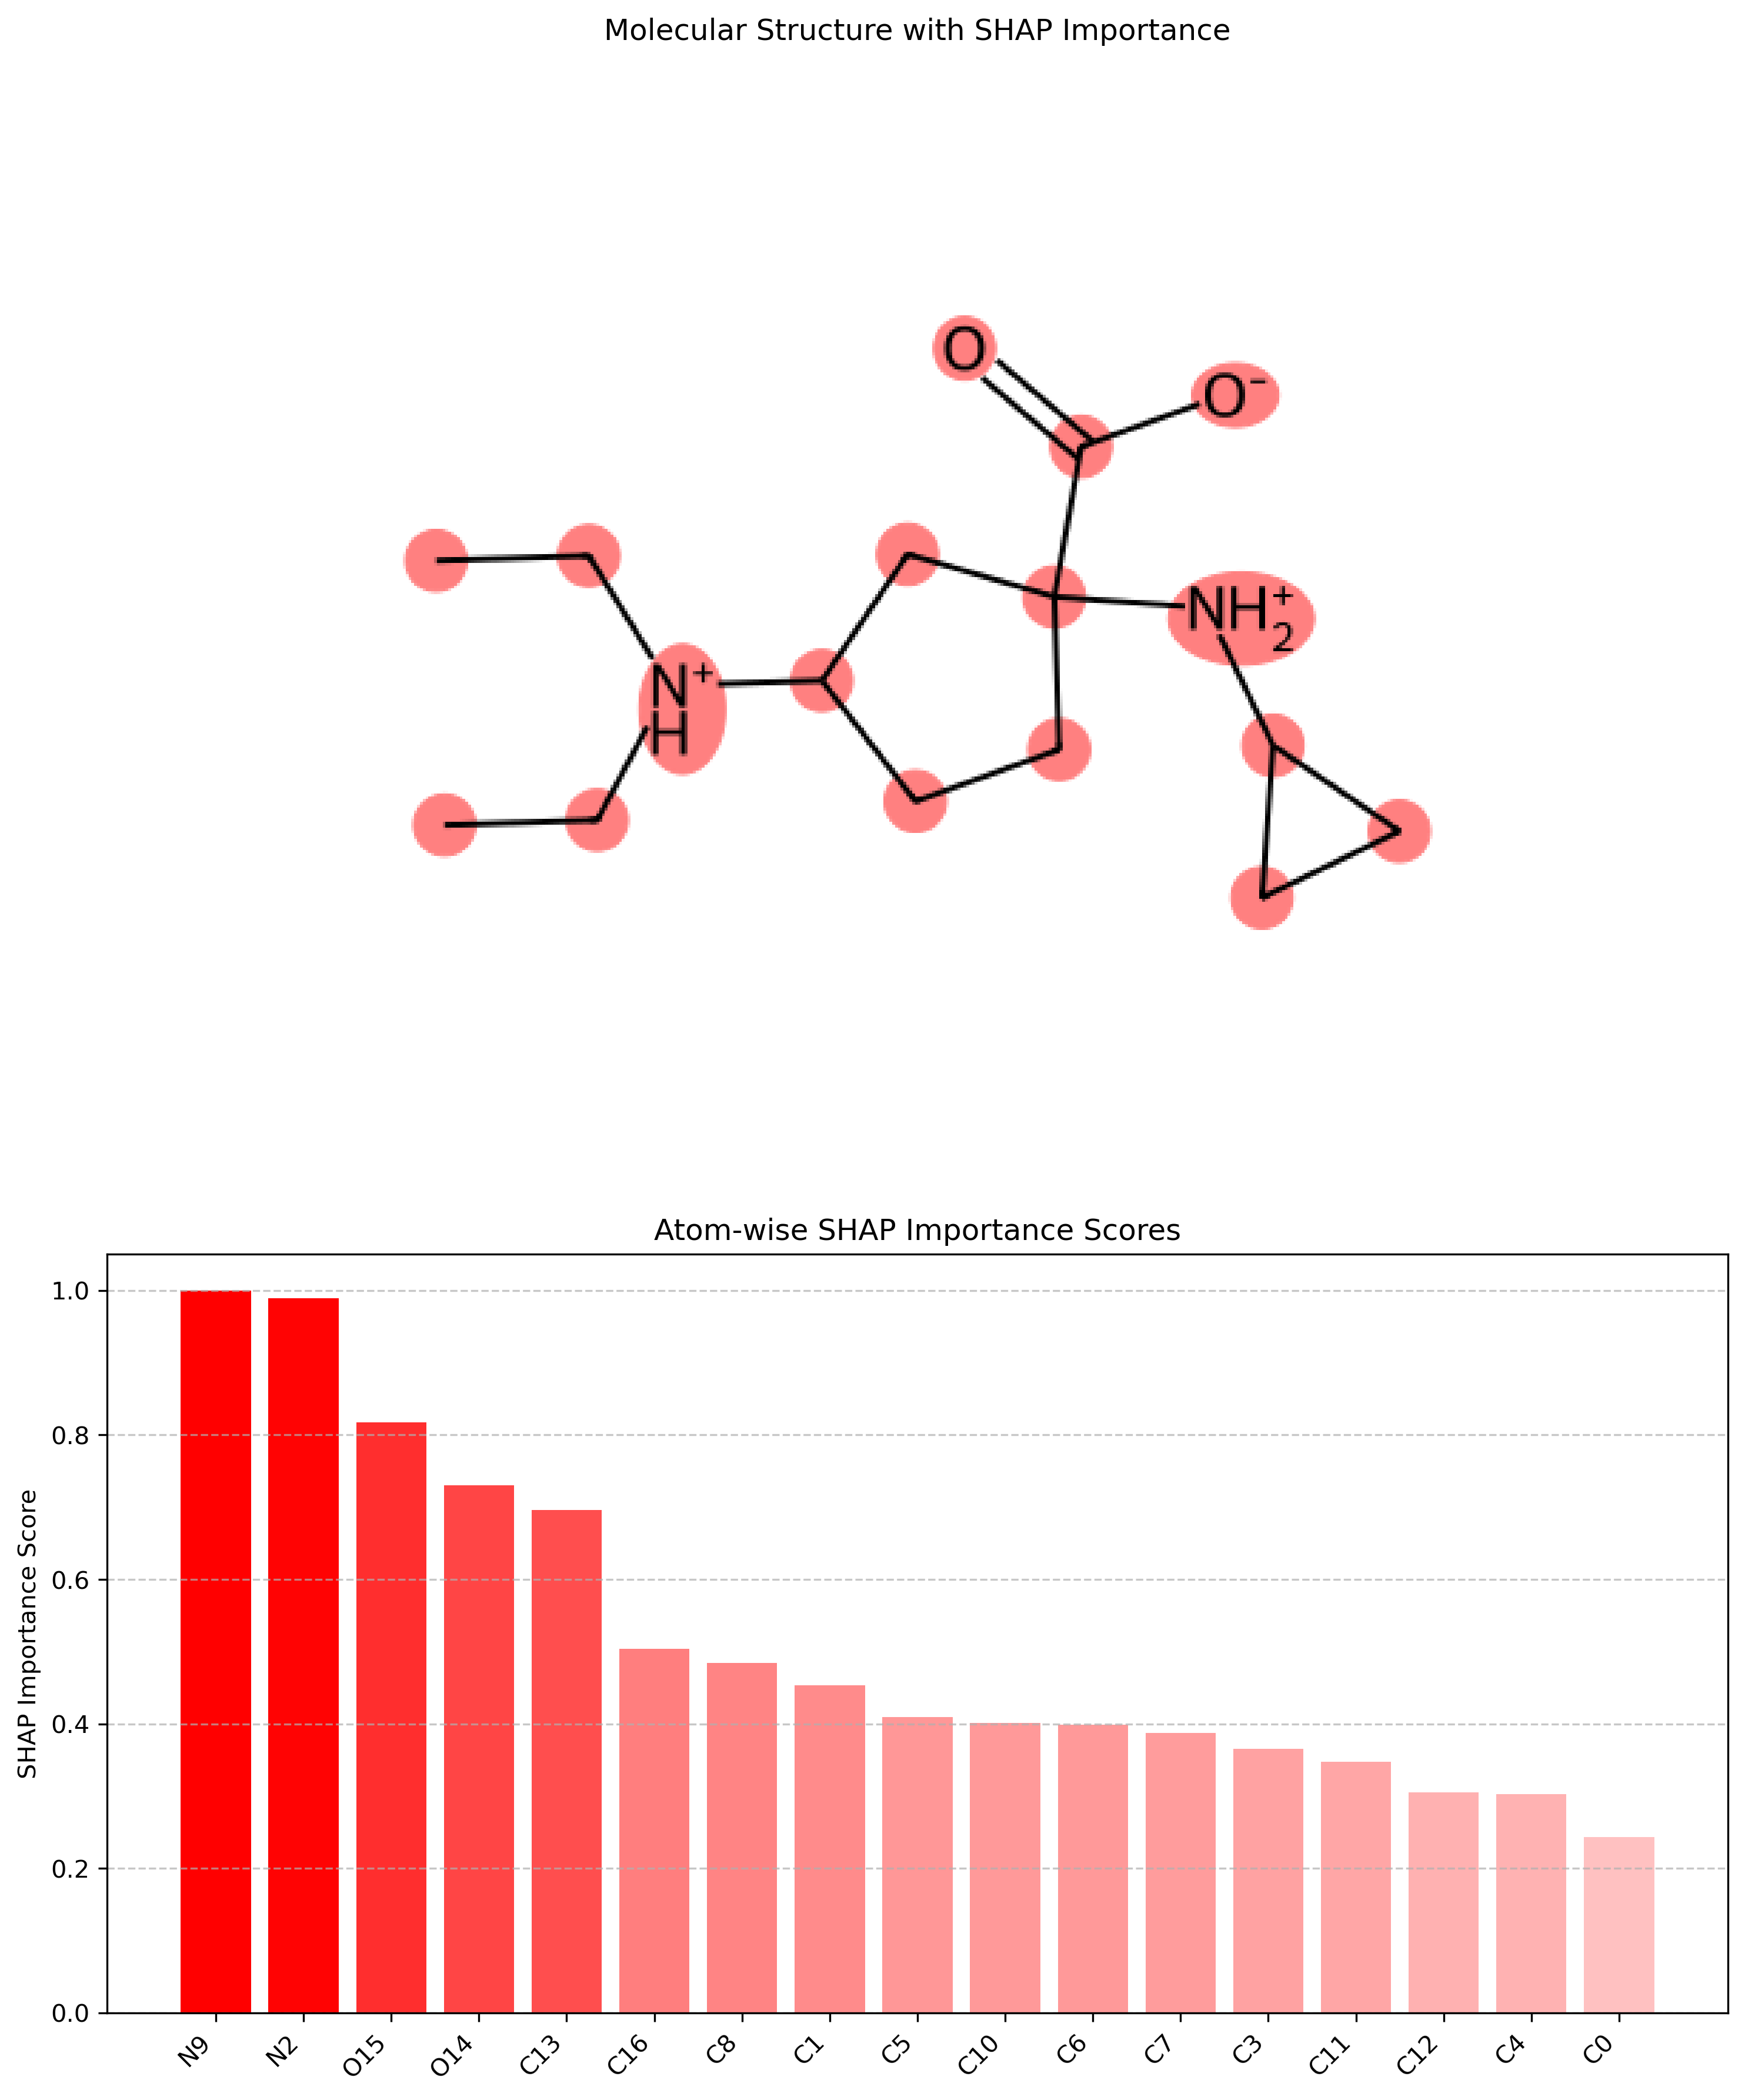 Molecular Structure with SHAP Importance
O
O⁻
NH₂⁺
N⁺
H
Atom-wise SHAP Importance Scores
SHAP Importance Score
1.0
0.8
0.6
0.4
0.2
0.0
N9 N2 O15 O14 C13 C16 C8 C1 C5 C10 C6 C7 C3 C11 C12 C4 C0